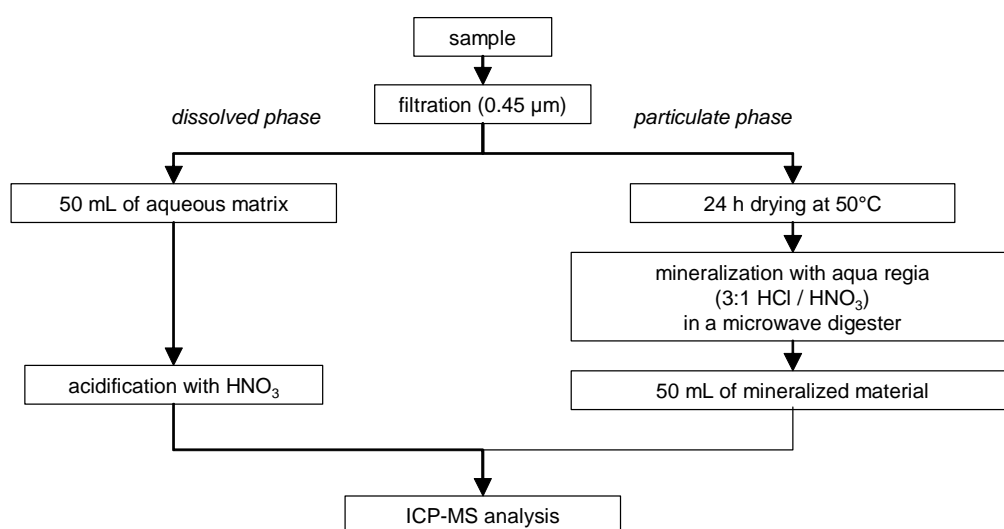 sample
filtration (0.45 µm)
dissolved phase
particulate phase
50 mL of aqueous matrix
24 h drying at 50°C
mineralization with aqua regia
(3:1 HCl / HNO₃)
in a microwave digester
acidification with HNO₃
50 mL of mineralized material
ICP-MS analysis